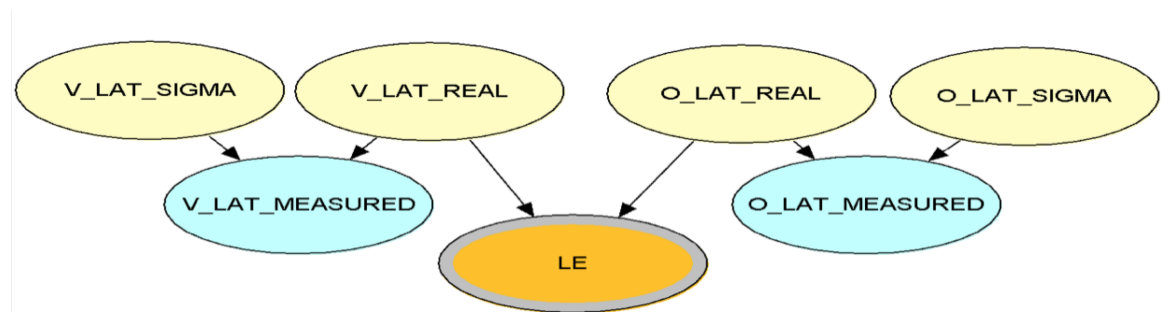 V_LAT_SIGMA
V_LAT_REAL
O_LAT_REAL
O_LAT_SIGMA
V_LAT_MEASURED
O_LAT_MEASURED
LE